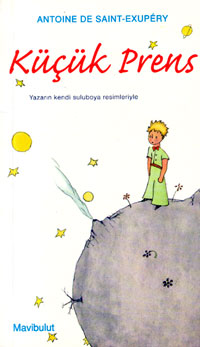 ANTOINE DE SAINT-EXUPÉRY
Küçük Prens
Yazarın kendi suluboya resimleriyle
Mavibulut